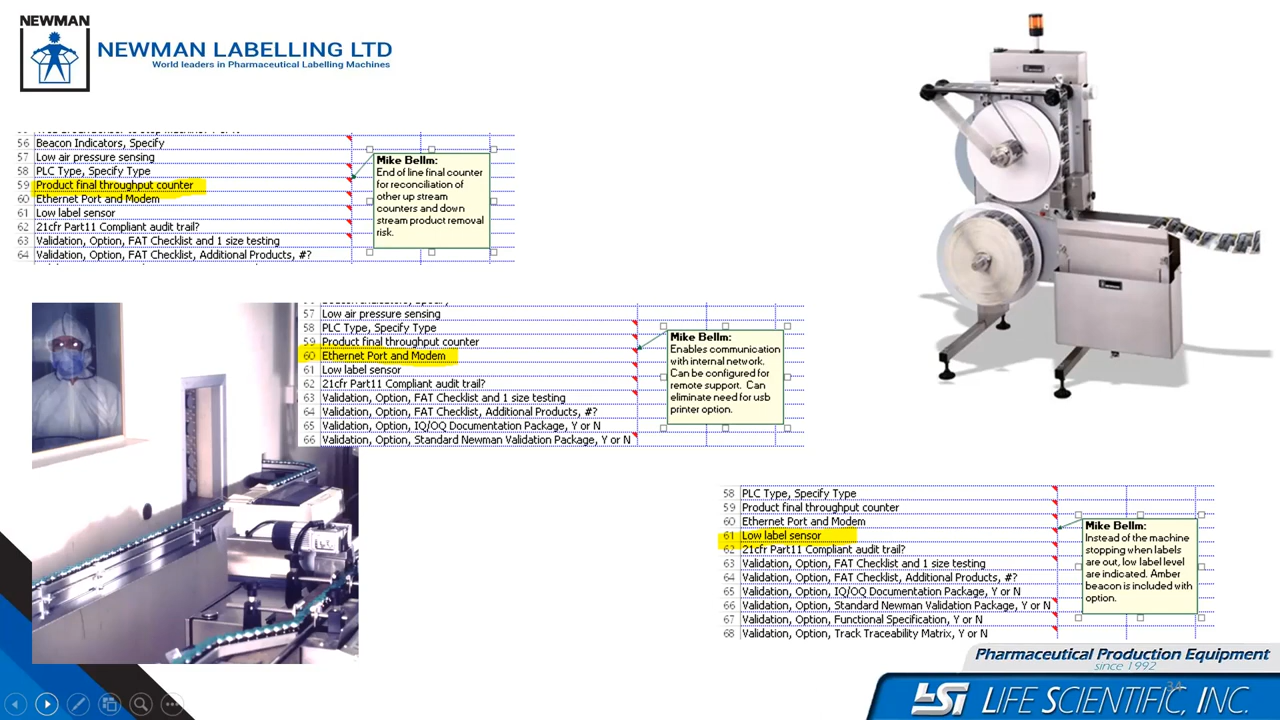 NEWMAN
NEWMAN LABELLING LTD
World leaders in Pharmaceutical Labelling Machines
56 Beacon Indicators, Specify
57 Low air pressure sensing
58 PLC Type, Specify Type
59 Product final throughput counter
60 Ethernet Port and Modem
61 Low label sensor
62 21cfr Part11 Compliant audit trail?
63 Validation, Option, FAT Checklist and 1 size testing
64 Validation, Option, FAT Checklist, Additional Products, #?
Mike Bellm:
End of line final counter
for reconciliation of
other up stream
counters and down
stream product removal
risk.
57 Low air pressure sensing
58 PLC Type, Specify Type
59 Product final throughput counter
60 Ethernet Port and Modem
61 Low label sensor
62 21cfr Part11 Compliant audit trail?
63 Validation, Option, FAT Checklist and 1 size testing
64 Validation, Option, FAT Checklist, Additional Products, #?
65 Validation, Option, IQ/OQ Documentation Package, Y or N
66 Validation, Option, Standard Newman Validation Package, Y or N
Mike Bellm:
Enables communication
with internal network.
Can be configured for
remote support. Can
eliminate need for usb
printer option.
58 PLC Type, Specify Type
59 Product final throughput counter
60 Ethernet Port and Modem
61 Low label sensor
62 21cfr Part11 Compliant audit trail?
63 Validation, Option, FAT Checklist and 1 size testing
64 Validation, Option, FAT Checklist, Additional Products, #?
65 Validation, Option, IQ/OQ Documentation Package, Y or N
66 Validation, Option, Standard Newman Validation Package, Y or N
67 Validation, Option, Functional Specification, Y or N
68 Validation, Option, Track Traceability Matrix, Y or N
Mike Bellm:
Instead of the machine
stopping when labels
are out, low label level
are indicated. Amber
beacon is included with
option.
Pharmaceutical Production Equipment
since 1992
34
LSI LIFE SCIENTIFIC, INC.